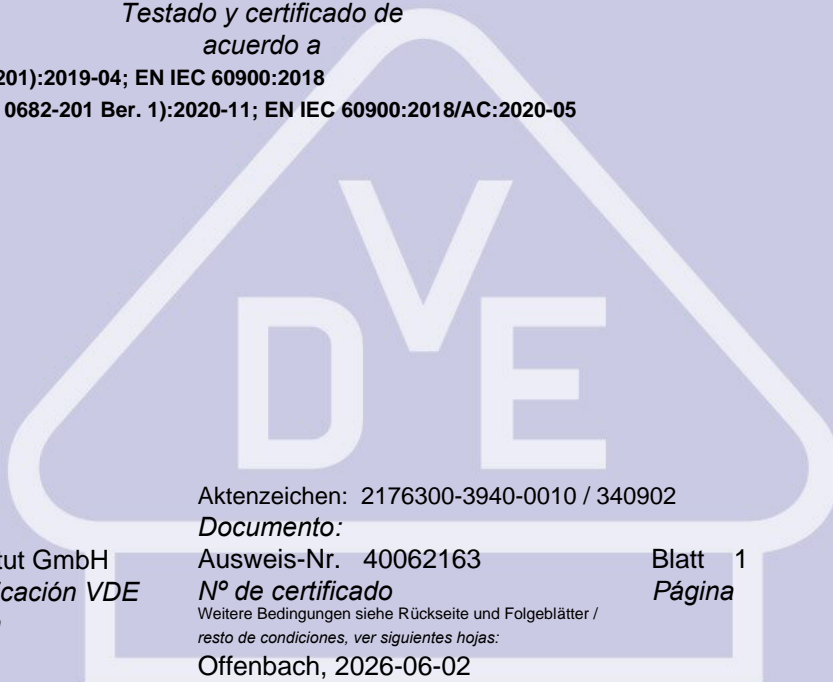 Testado y certificado de
acuerdo a
201):2019-04; EN IEC 60900:2018
0682-201 Ber. 1):2020-11; EN IEC 60900:2018/AC:2020-05
VDE
Aktenzeichen: 2176300-3940-0010 / 340902
Documento:
tut GmbH Ausweis-Nr. 40062163 Blatt 1
icación VDE Nº de certificado Página
Weitere Bedingungen siehe Rückseite und Folgeblätter /
resto de condiciones, ver siguientes hojas:
Offenbach, 2026-06-02